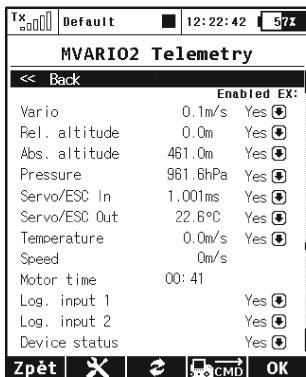 Tx Default 12:22:42 57%
MVARIO2 Telemetry
<< Back
Enabled EX:
Vario 0.1m/s Yes
Rel. altitude 0.0m Yes
Abs. altitude 461.0m Yes
Pressure 961.6hPa Yes
Servo/ESC In 1.001ms Yes
Servo/ESC Out 22.6°C Yes
Temperature 0.0m/s Yes
Speed 0m/s
Motor time 00:41
Log. input 1 Yes
Log. input 2 Yes
Device status Yes
Zpět CMD OK